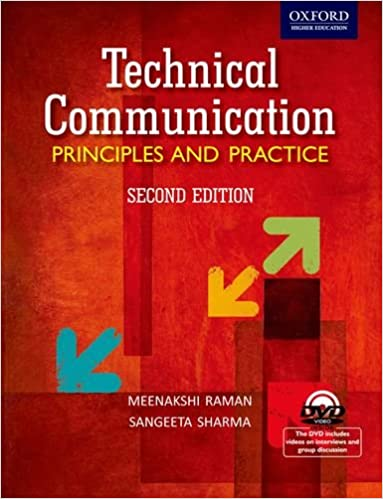 OXFORD
HIGHER EDUCATION
Technical
Communication
PRINCIPLES AND PRACTICE
SECOND EDITION
MEENAKSHI RAMAN
SANGEETA SHARMA
DVD
VIDEO
The DVD includes
videos on interviews and
group discussion